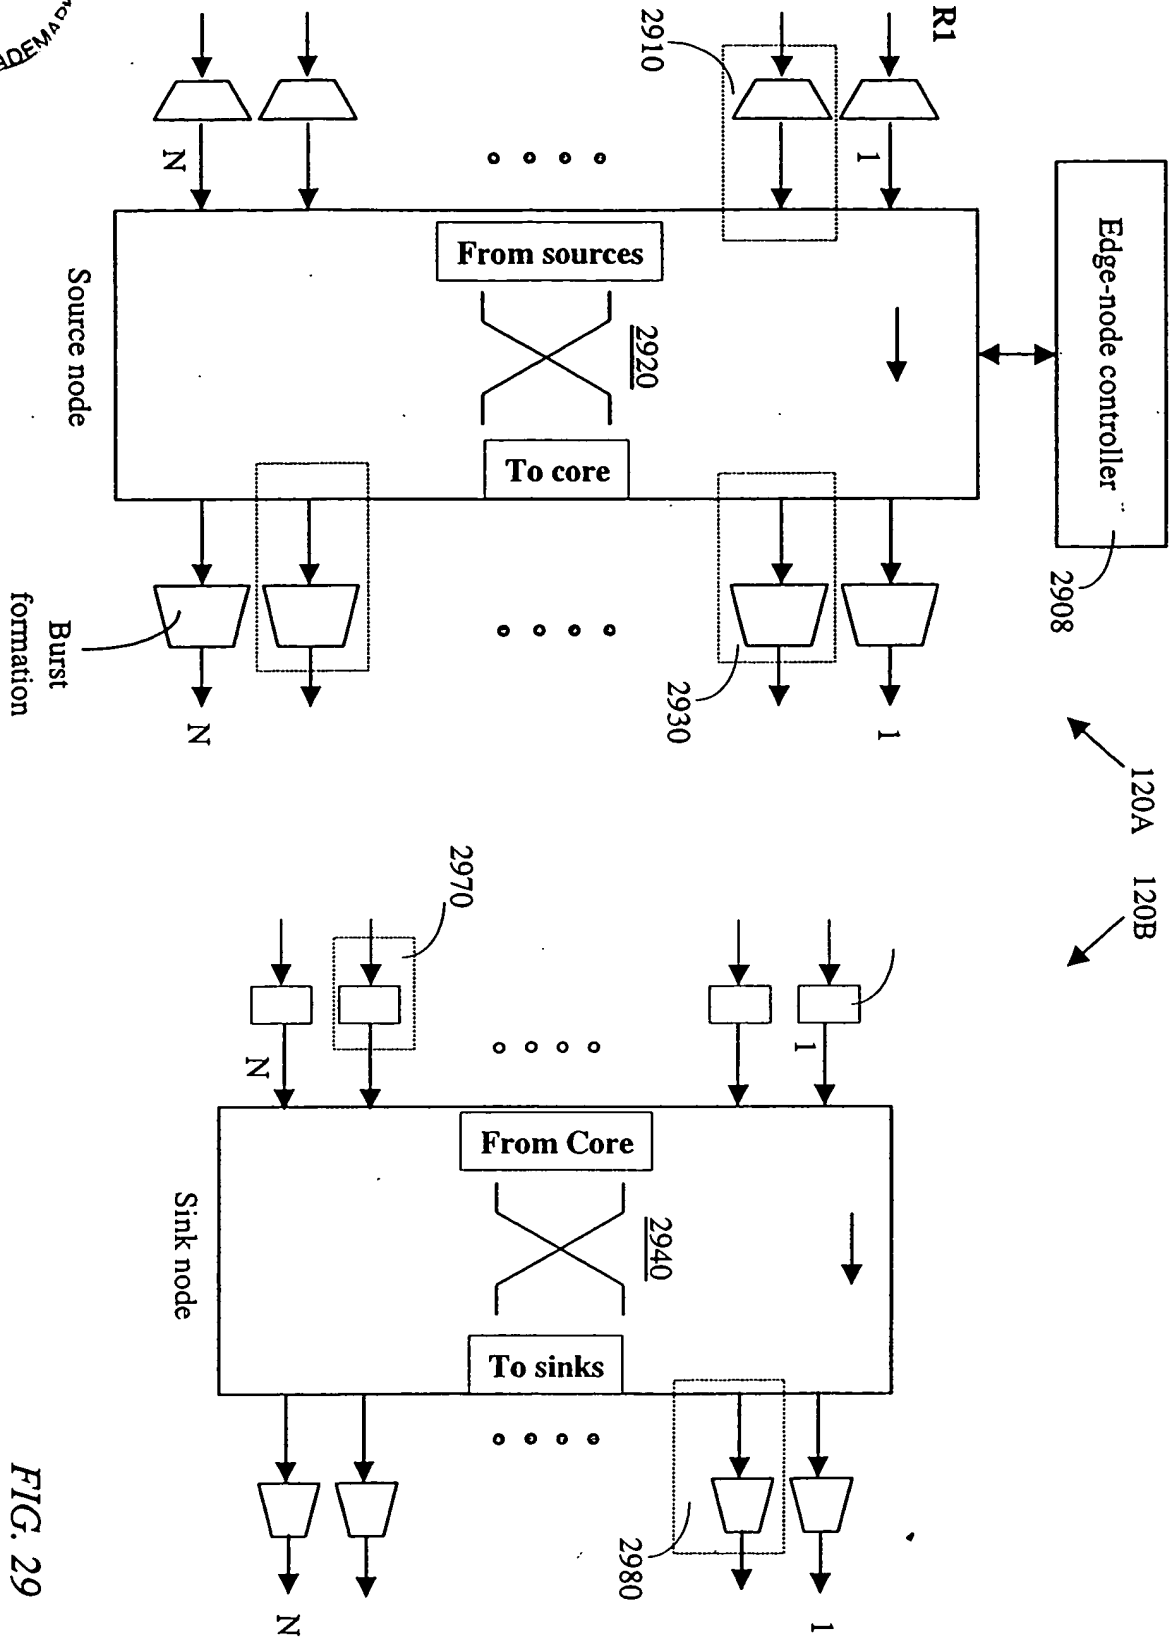 R1
2910
1
N
Edge-node controller
2908
From sources
2920
To core
Source node
2930
1
N
Burst
formation
120A
120B
2970
1
N
From Core
2940
To sinks
Sink node
2980
1
N
FIG. 29